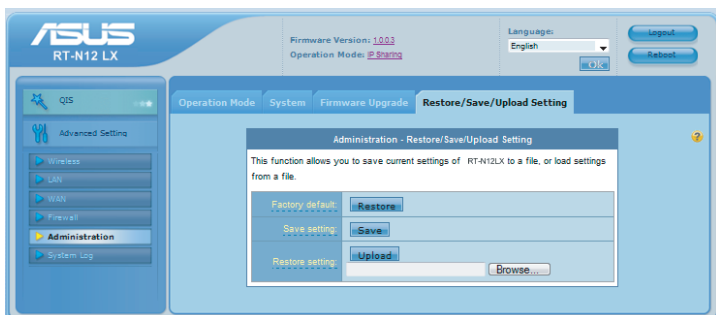 ASUS
RT-N12 LX
Firmware Version: 1.0.0.3
Operation Mode: IP Sharing
Language:
English
Ok
Logout
Reboot
QIS
Advanced Setting
Wireless
LAN
WAN
Firewall
Administration
System Log
Operation Mode System Firmware Upgrade Restore/Save/Upload Setting
Administration - Restore/Save/Upload Setting
This function allows you to save current settings of RT-N12LX to a file, or load settings
from a file.
Factory default: Restore
Save setting: Save
Restore setting: Upload
Browse...
?